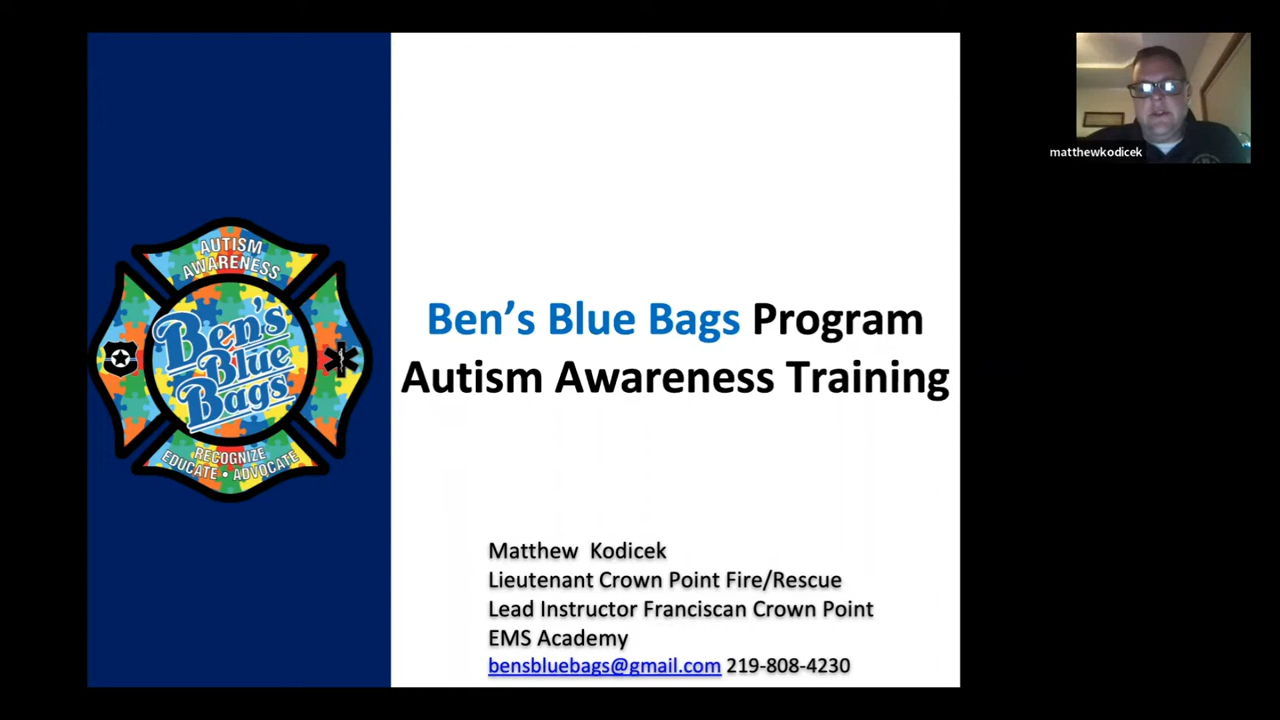 AUTISM
AWARENESS
Ben's
Blue
Bags
RECOGNIZE
EDUCATE • ADVOCATE
Ben's Blue Bags Program
Autism Awareness Training
Matthew Kodicek
Lieutenant Crown Point Fire/Rescue
Lead Instructor Franciscan Crown Point
EMS Academy
bensbluebags@gmail.com 219-808-4230
matthewkodicek